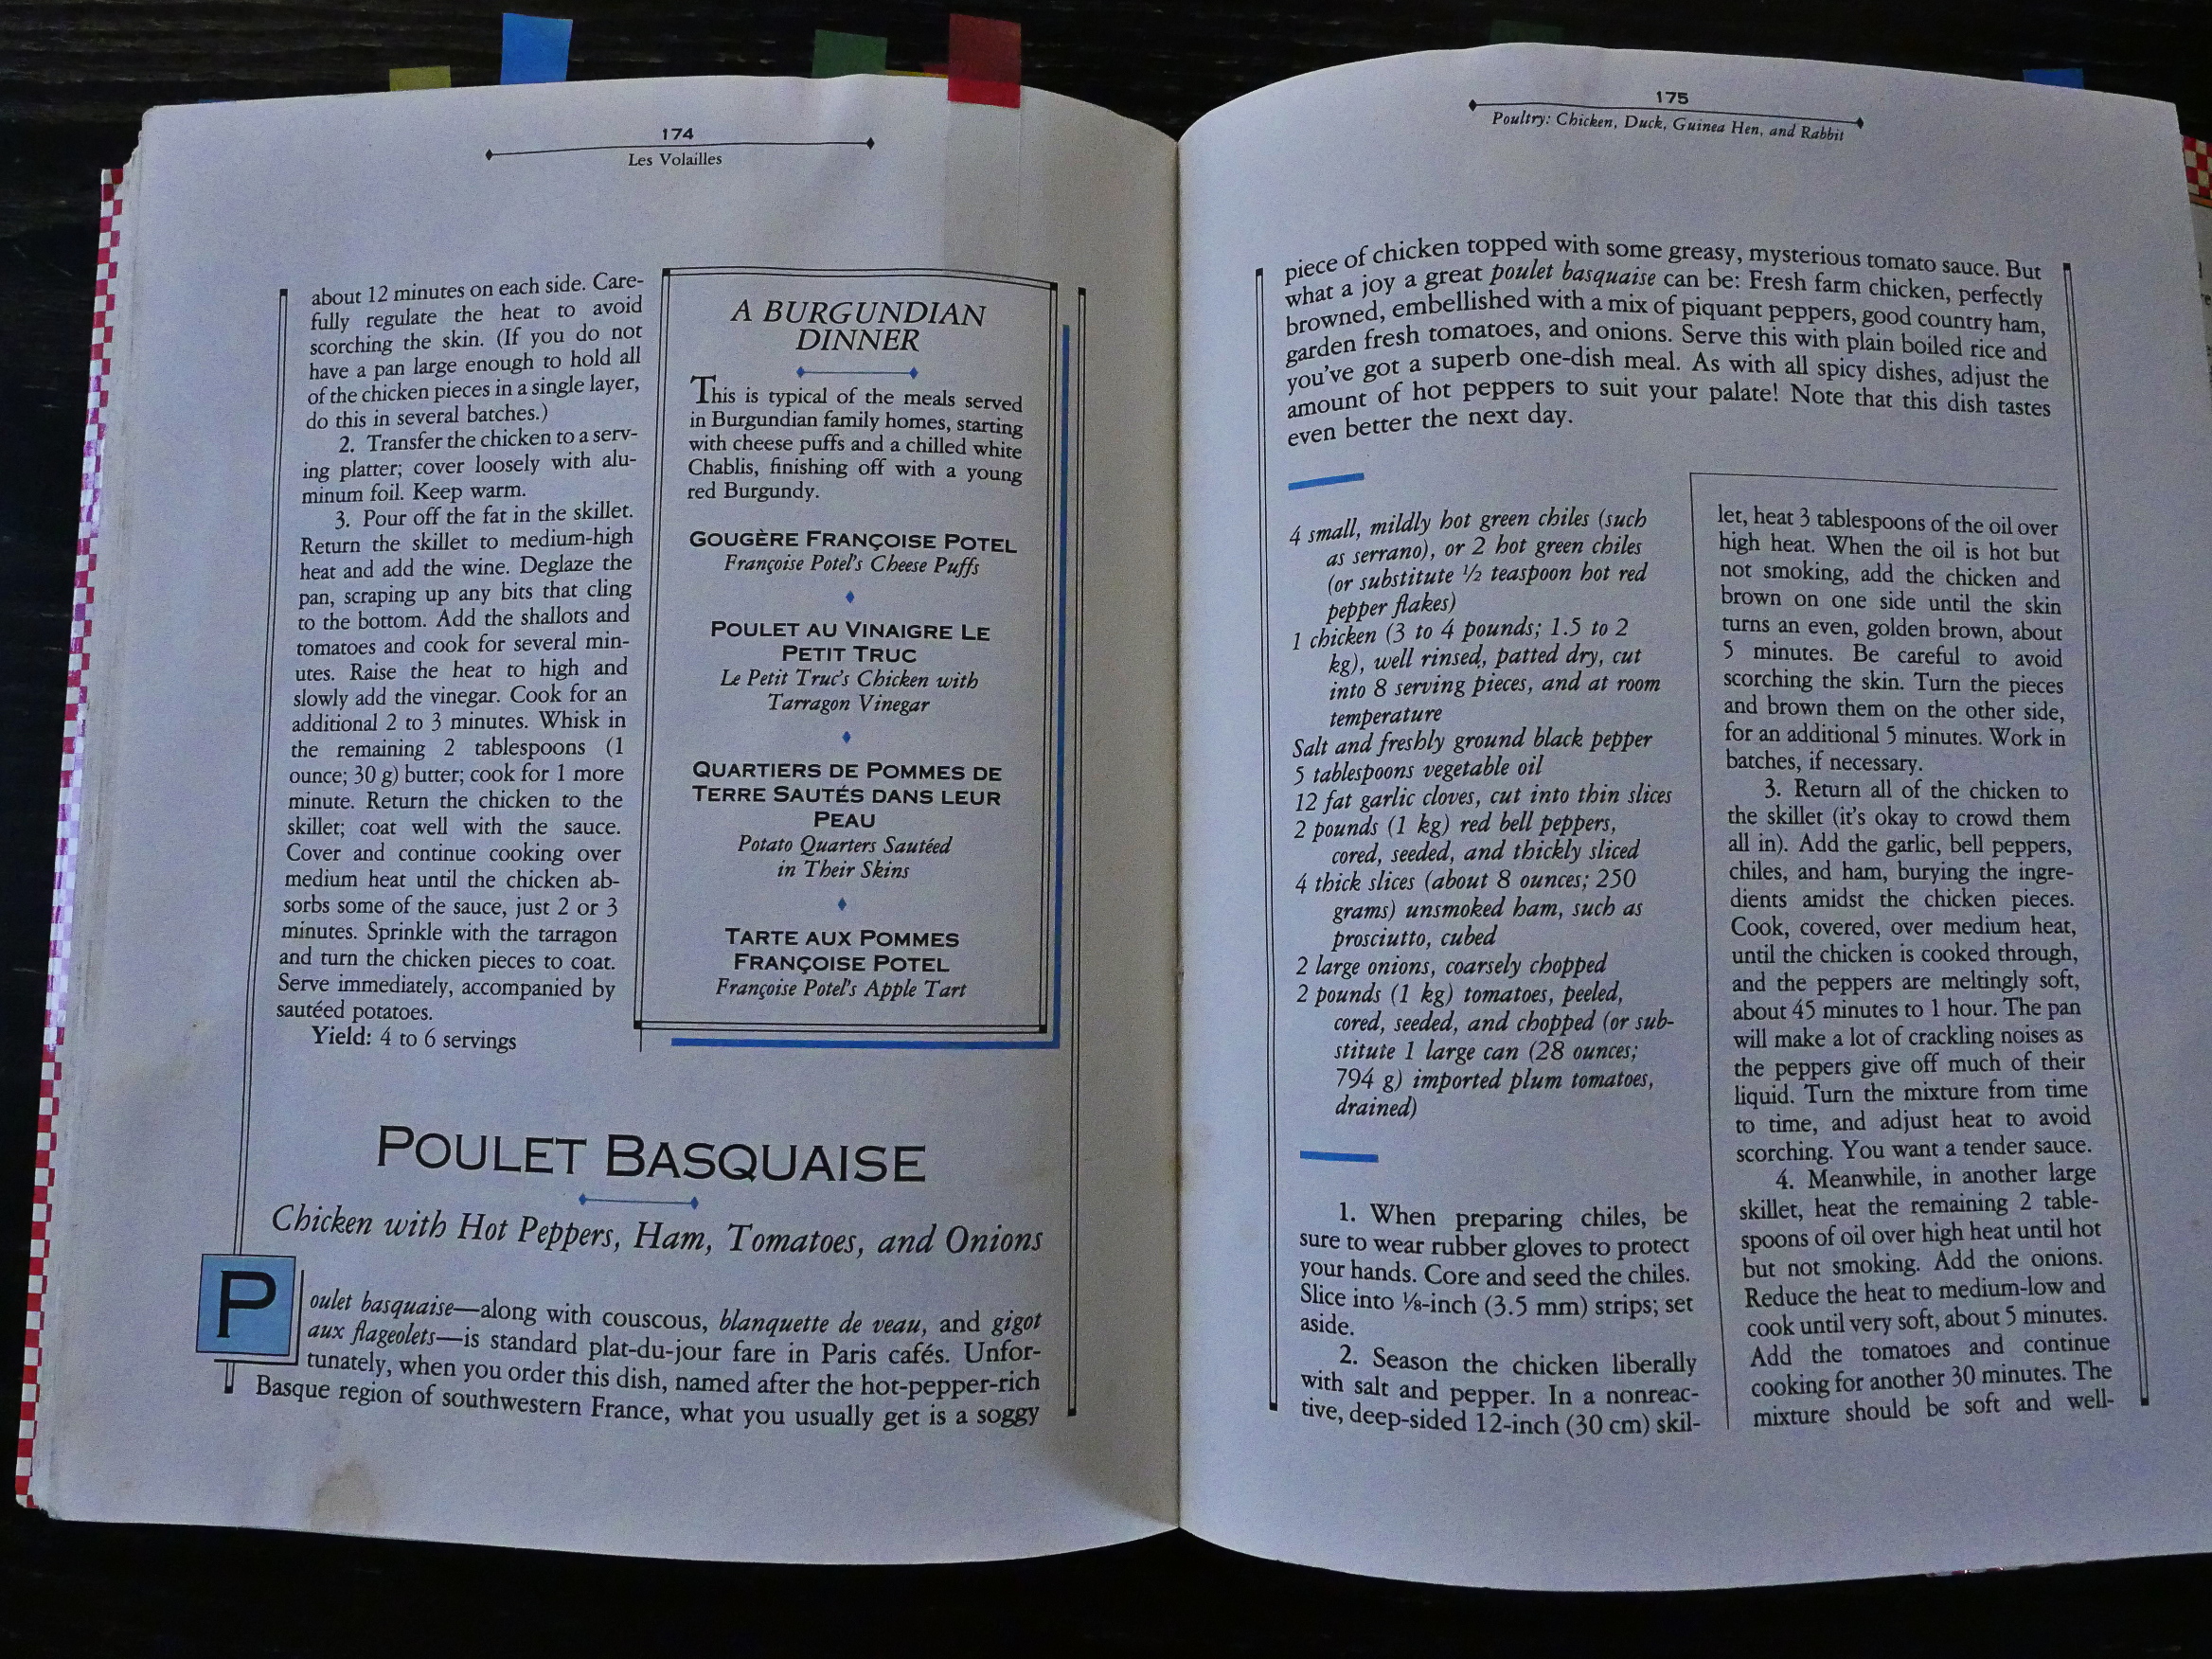 174
Les Volailles
about 12 minutes on each side. Care-
fully regulate the heat to avoid
scorching the skin. (If you do not
have a pan large enough to hold all
of the chicken pieces in a single layer,
do this in several batches.)
2. Transfer the chicken to a serv-
ing platter; cover loosely with alu-
minum foil. Keep warm.
3. Pour off the fat in the skillet.
Return the skillet to medium-high
heat and add the wine. Deglaze the
pan, scraping up any bits that cling
to the bottom. Add the shallots and
tomatoes and cook for several min-
utes. Raise the heat to high and
slowly add the vinegar. Cook for an
additional 2 to 3 minutes. Whisk in
the remaining 2 tablespoons (1
ounce; 30 g) butter; cook for 1 more
minute. Return the chicken to the
skillet; coat well with the sauce.
Cover and continue cooking over
medium heat until the chicken ab-
sorbs some of the sauce, just 2 or 3
minutes. Sprinkle with the tarragon
and turn the chicken pieces to coat.
Serve immediately, accompanied by
sautéed potatoes.
Yield: 4 to 6 servings
A BURGUNDIAN
DINNER
This is typical of the meals served
in Burgundian family homes, starting
with cheese puffs and a chilled white
Chablis, finishing off with a young
red Burgundy.
GOUGÈRE FRANÇOISE POTEL
Françoise Potel's Cheese Puffs
POULET AU VINAIGRE LE
PETIT TRUC
Le Petit Truc's Chicken with
Tarragon Vinegar
QUARTIERS DE POMMES DE
TERRE SAUTÉS DANS LEUR
PEAU
Potato Quarters Sautéed
in Their Skins
TARTE AUX POMMES
FRANÇOISE POTEL
Françoise Potel's Apple Tart
POULET BASQUAISE
Chicken with Hot Peppers, Ham, Tomatoes, and Onions
Poulet basquaise—along with couscous, blanquette de veau, and gigot
aux flageolets—is standard plat-du-jour fare in Paris cafés. Unfor-
tunately, when you order this dish, named after the hot-pepper-rich
Basque region of southwestern France, what you usually get is a soggy
175
Poultry: Chicken, Duck, Guinea Hen, and Rabbit
piece of chicken topped with some greasy, mysterious tomato sauce. But
what a joy a great poulet basquaise can be: Fresh farm chicken, perfectly
browned, embellished with a mix of piquant peppers, good country ham,
garden fresh tomatoes, and onions. Serve this with plain boiled rice and
you've got a superb one-dish meal. As with all spicy dishes, adjust the
amount of hot peppers to suit your palate! Note that this dish tastes
even better the next day.
4 small, mildly hot green chiles (such
as serrano), or 2 hot green chiles
(or substitute ½ teaspoon hot red
pepper flakes)
1 chicken (3 to 4 pounds; 1.5 to 2
kg), well rinsed, patted dry, cut
into 8 serving pieces, and at room
temperature
Salt and freshly ground black pepper
5 tablespoons vegetable oil
12 fat garlic cloves, cut into thin slices
2 pounds (1 kg) red bell peppers,
cored, seeded, and thickly sliced
4 thick slices (about 8 ounces; 250
grams) unsmoked ham, such as
prosciutto, cubed
2 large onions, coarsely chopped
2 pounds (1 kg) tomatoes, peeled,
cored, seeded, and chopped (or sub-
stitute 1 large can (28 ounces;
794 g) imported plum tomatoes,
drained)
1. When preparing chiles, be
sure to wear rubber gloves to protect
your hands. Core and seed the chiles.
Slice into ⅛-inch (3.5 mm) strips; set
aside.
2. Season the chicken liberally
with salt and pepper. In a nonreac-
tive, deep-sided 12-inch (30 cm) skil-
let, heat 3 tablespoons of the oil over
high heat. When the oil is hot but
not smoking, add the chicken and
brown on one side until the skin
turns an even, golden brown, about
5 minutes. Be careful to avoid
scorching the skin. Turn the pieces
and brown them on the other side,
for an additional 5 minutes. Work in
batches, if necessary.
3. Return all of the chicken to
the skillet (it's okay to crowd them
all in). Add the garlic, bell peppers,
chiles, and ham, burying the ingre-
dients amidst the chicken pieces.
Cook, covered, over medium heat,
until the chicken is cooked through,
and the peppers are meltingly soft,
about 45 minutes to 1 hour. The pan
will make a lot of crackling noises as
the peppers give off much of their
liquid. Turn the mixture from time
to time, and adjust heat to avoid
scorching. You want a tender sauce.
4. Meanwhile, in another large
skillet, heat the remaining 2 table-
spoons of oil over high heat until hot
but not smoking. Add the onions.
Reduce the heat to medium-low and
cook until very soft, about 5 minutes.
Add the tomatoes and continue
cooking for another 30 minutes. The
mixture should be soft and well-